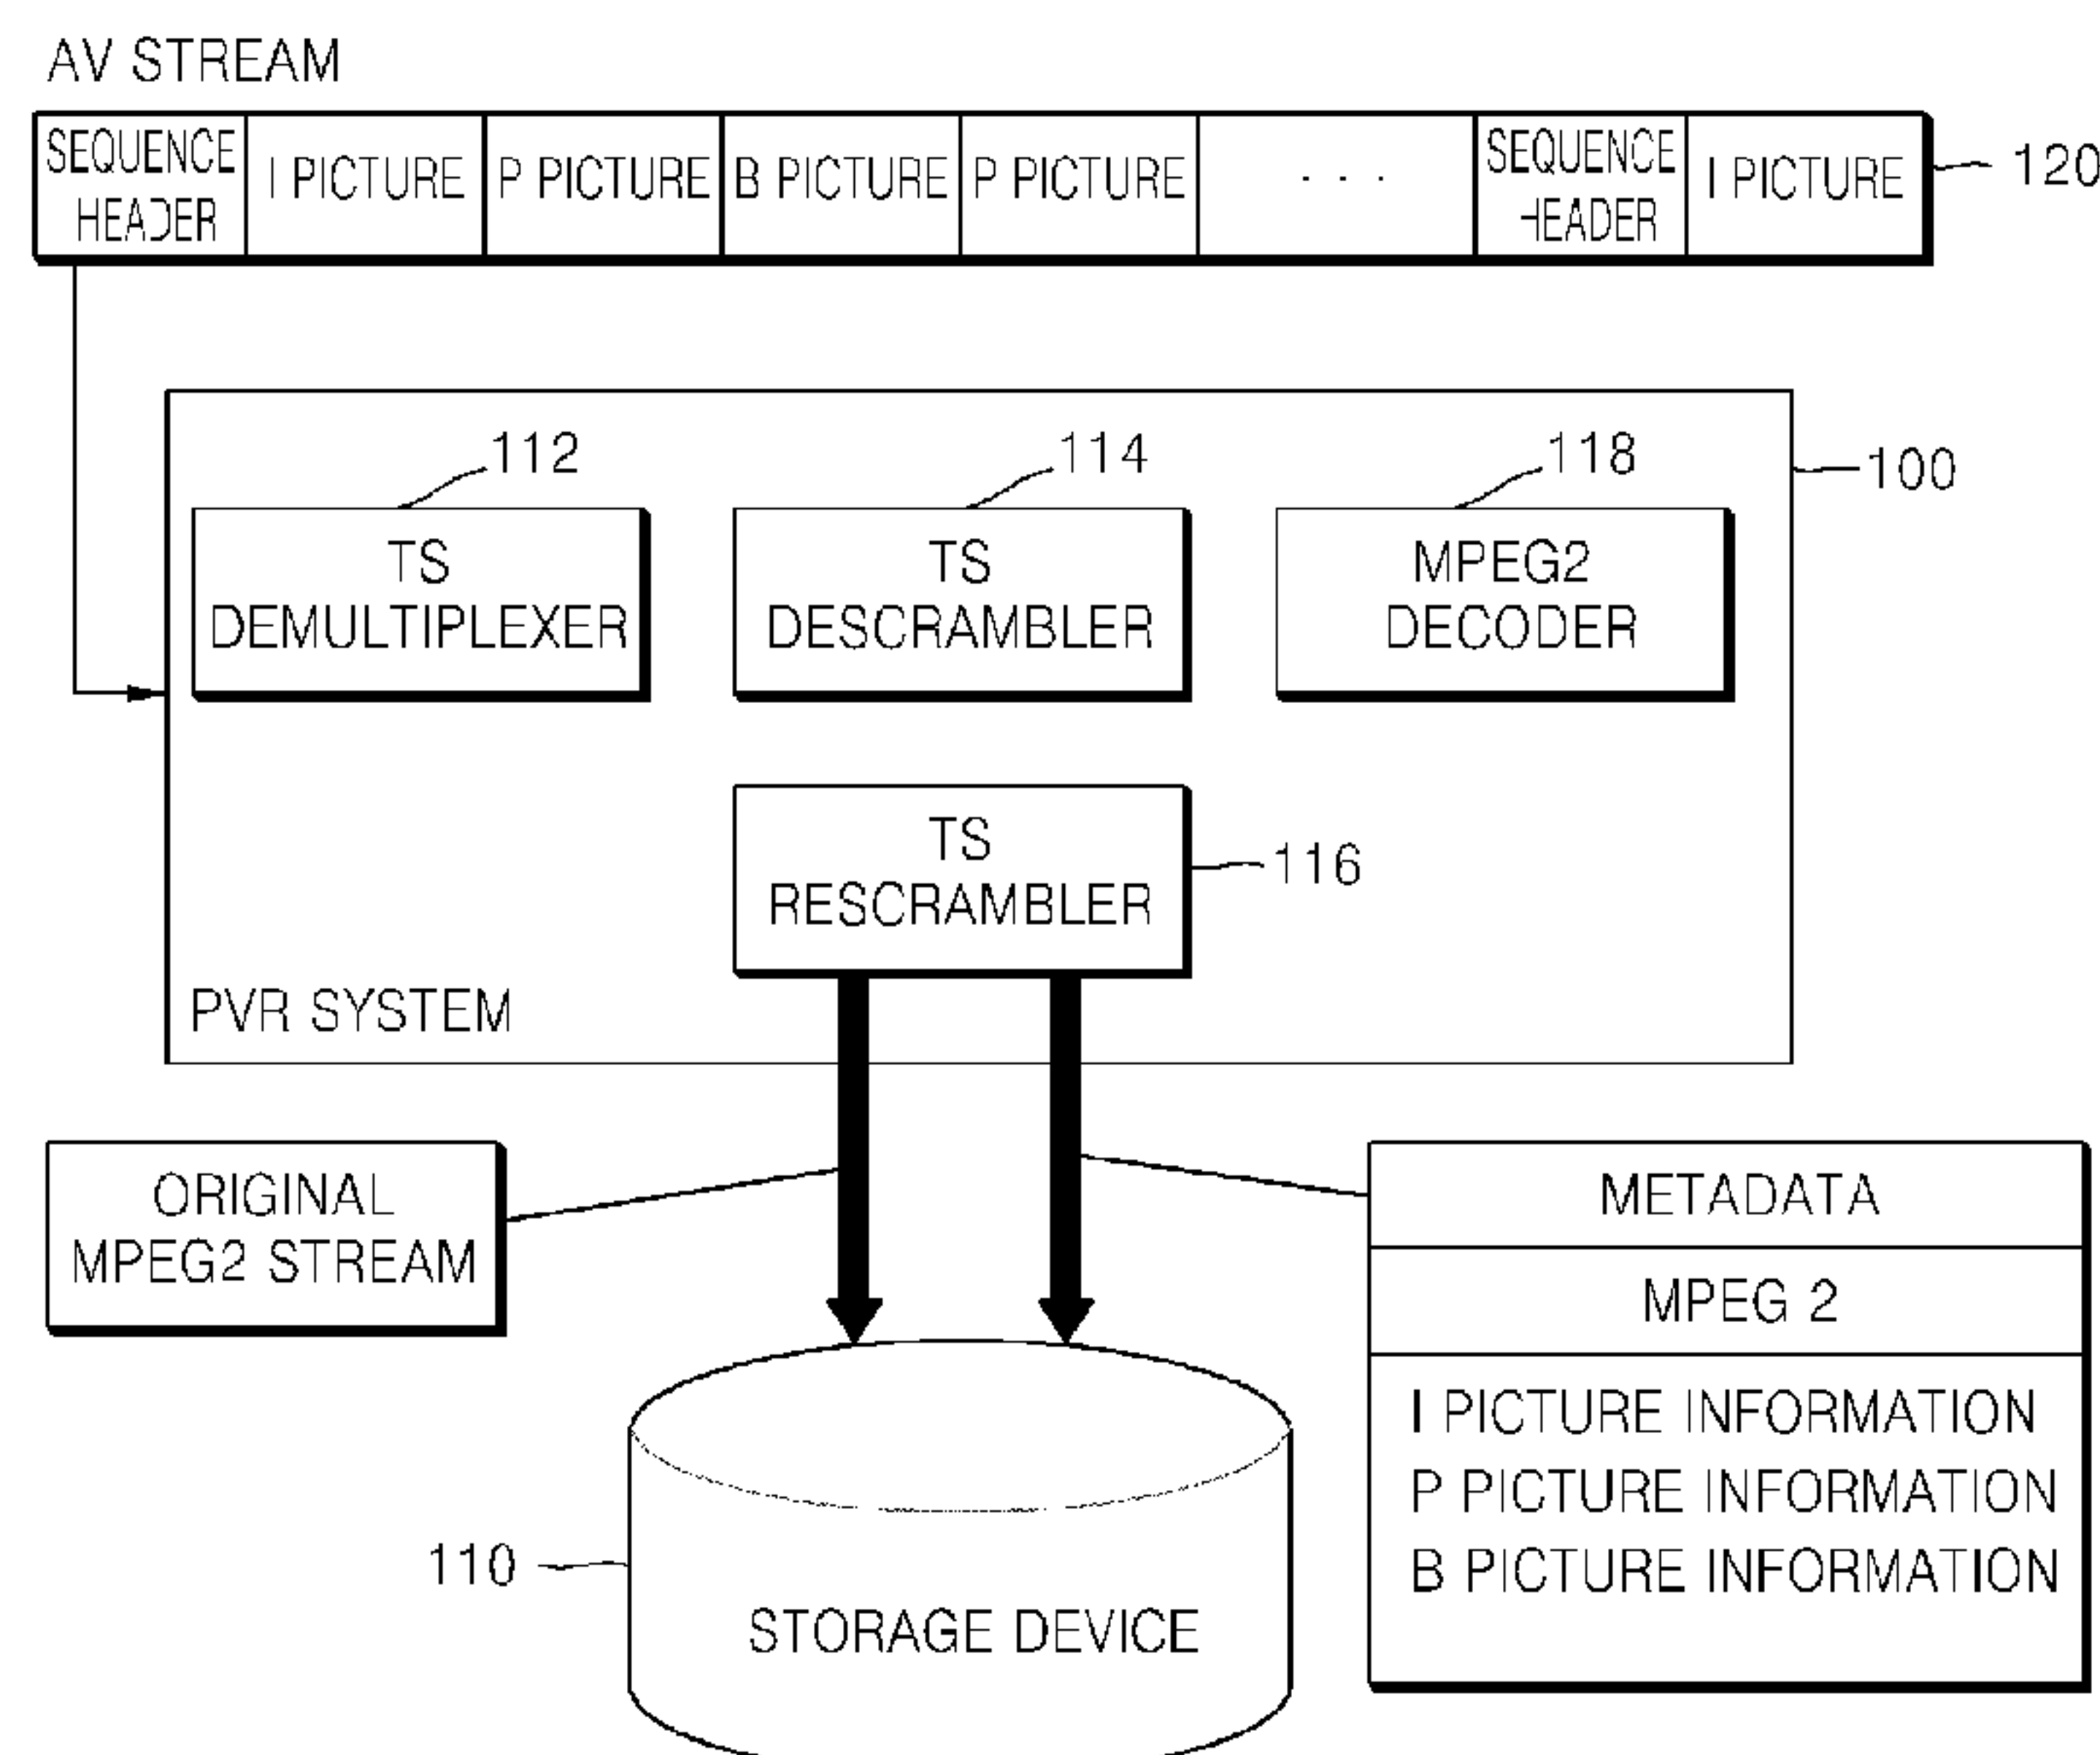 AV STREAM
SEQUENCE
HEADER
I PICTURE
P PICTURE
B PICTURE
P PICTURE
. . .
SEQUENCE
HEADER
I PICTURE
120
112
114
118
100
TS
DEMULTIPLEXER
TS
DESCRAMBLER
MPEG2
DECODER
TS
RESCRAMBLER
116
PVR SYSTEM
ORIGINAL
MPEG2 STREAM
METADATA
MPEG 2
I PICTURE INFORMATION
P PICTURE INFORMATION
B PICTURE INFORMATION
110
STORAGE DEVICE